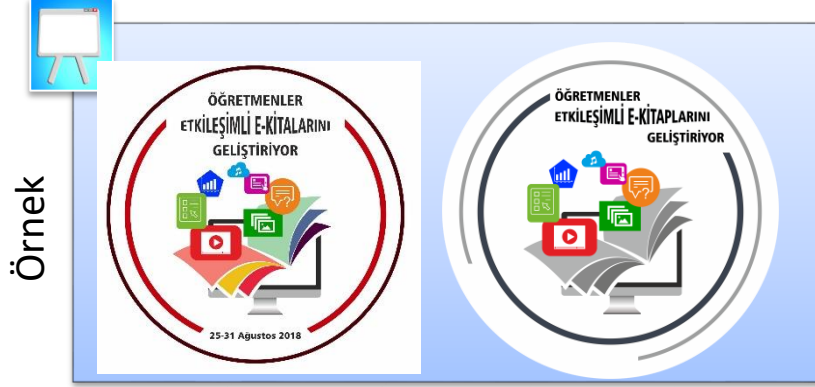 Örnek
ÖĞRETMENLER
ETKİLEŞİMLİ E-KİTALARINI
GELİŞTİRİYOR
25-31 Ağustos 2018
ÖĞRETMENLER
ETKİLEŞİMLİ E-KİTAPLARINI
GELİŞTİRİYOR